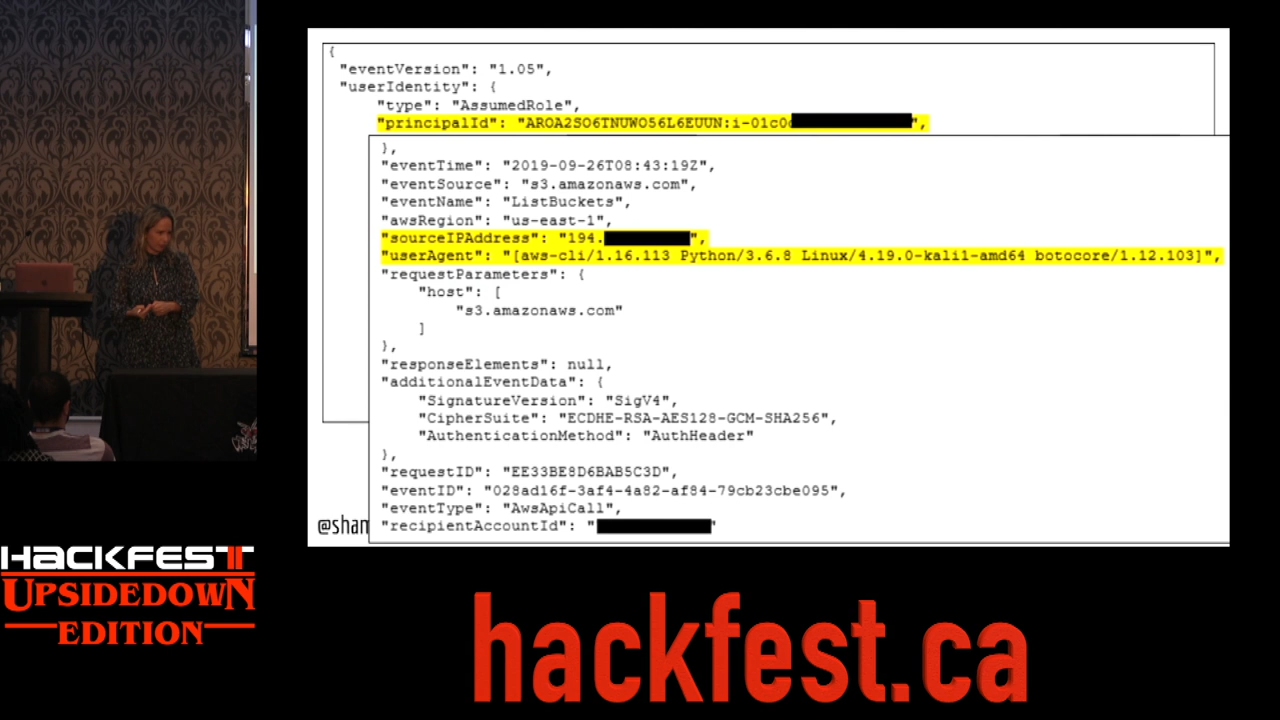 {
"eventVersion": "1.05",
"userIdentity": {
"type": "AssumedRole",
"principalId": "AROA2SO6TNUWO56L6EUUN:i-01c0 ",
},
"eventTime": "2019-09-26T08:43:19Z",
"eventSource": "s3.amazonaws.com",
"eventName": "ListBuckets",
"awsRegion": "us-east-1",
"sourceIPAddress": "194. ",
"userAgent": "[aws-cli/1.16.113 Python/3.6.8 Linux/4.19.0-kali1-amd64 botocore/1.12.103]",
"requestParameters": {
"host": [
"s3.amazonaws.com"
]
},
"responseElements": null,
"additionalEventData": {
"SignatureVersion": "SigV4",
"CipherSuite": "ECDHE-RSA-AES128-GCM-SHA256",
"AuthenticationMethod": "AuthHeader"
},
"requestID": "EE33BE8D6BAB5C3D",
"eventID": "028ad16f-3af4-4a82-af84-79cb23cbe095",
"eventType": "AwsApiCall",
"recipientAccountId": " "
@sham
HACKFEST
UPSIDEDOWN
EDITION
hackfest.ca